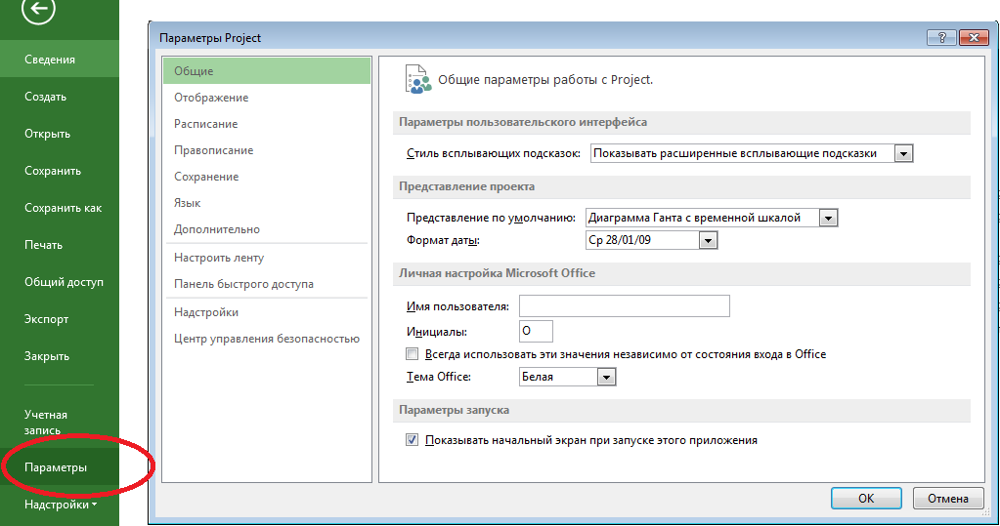 Сведения
Создать
Открыть
Сохранить
Сохранить как
Печать
Общий доступ
Экспорт
Закрыть
Учетная
запись
Параметры
Надстройки
Параметры Project
?
Общие
Отображение
Расписание
Правописание
Сохранение
Язык
Дополнительно
Настроить ленту
Панель быстрого доступа
Надстройки
Центр управления безопасностью
Общие параметры работы с Project.
Параметры пользовательского интерфейса
Стиль всплывающих подсказок: Показывать расширенные всплывающие подсказки
Представление проекта
Представление по умолчанию: Диаграмма Ганта с временной шкалой
Формат даты: Ср 28/01/09
Личная настройка Microsoft Office
Имя пользователя:
Инициалы: О
Всегда использовать эти значения независимо от состояния входа в Office
Тема Office: Белая
Параметры запуска
Показывать начальный экран при запуске этого приложения
ОК Отмена